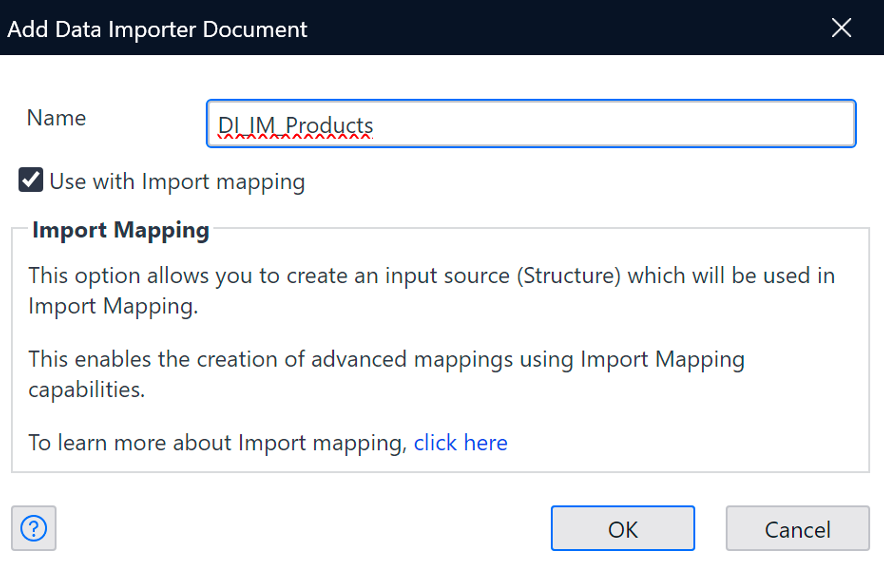 Add Data Importer Document
Name
DI_IM_Products
Use with Import mapping
Import Mapping
This option allows you to create an input source (Structure) which will be used in
Import Mapping.
This enables the creation of advanced mappings using Import Mapping
capabilities.
To learn more about Import mapping, click here
?
OK
Cancel